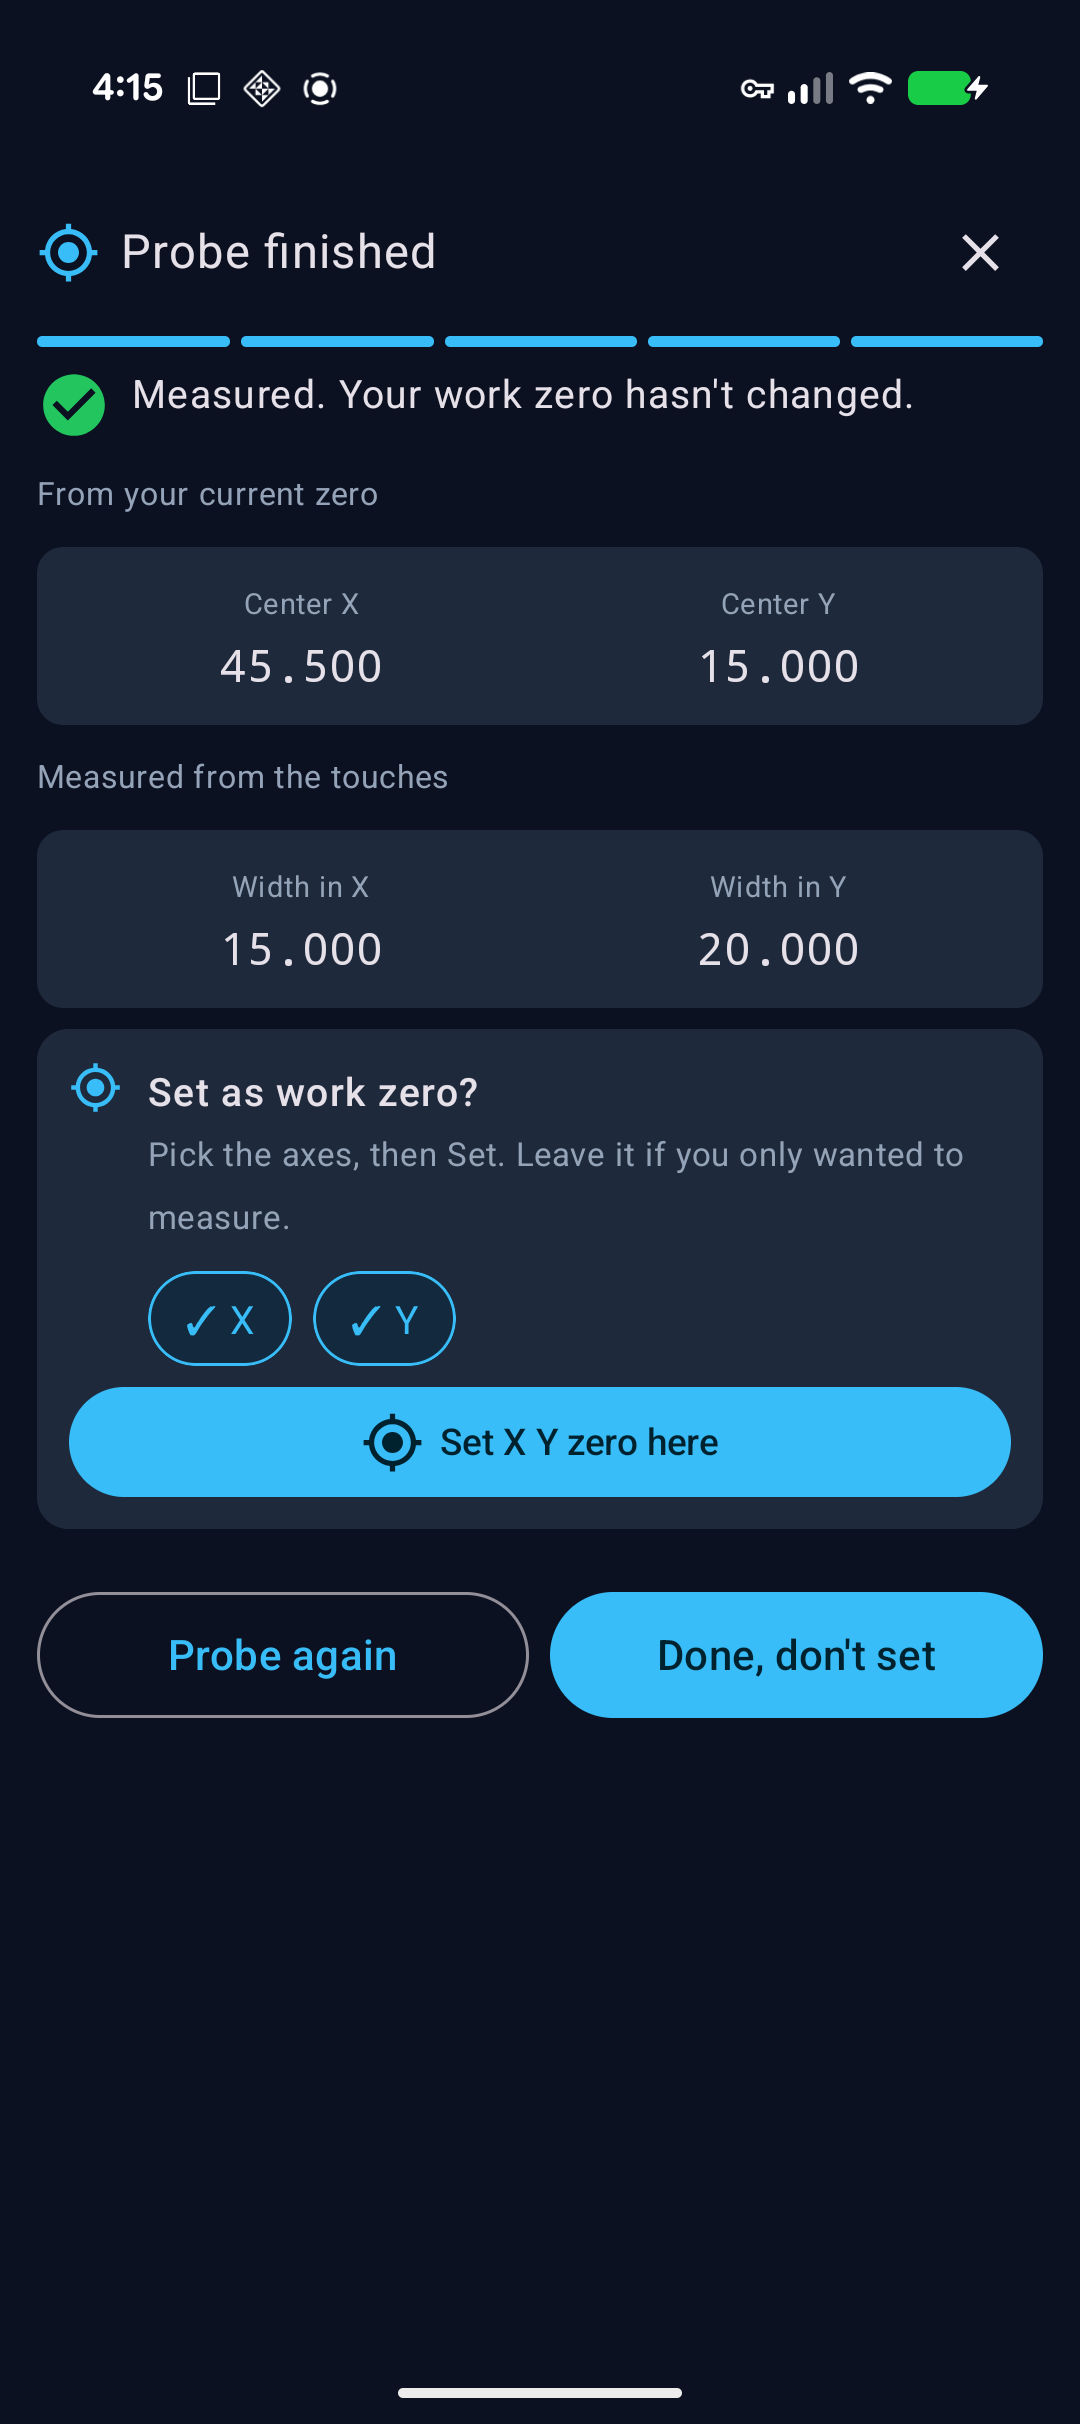 4:15
Probe finished
Measured. Your work zero hasn't changed.
From your current zero
Center X
Center Y
45.500
15.000
Measured from the touches
Width in X
Width in Y
15.000
20.000
Set as work zero?
Pick the axes, then Set. Leave it if you only wanted to
measure.
✓ X
✓ Y
Set X Y zero here
Probe again
Done, don't set